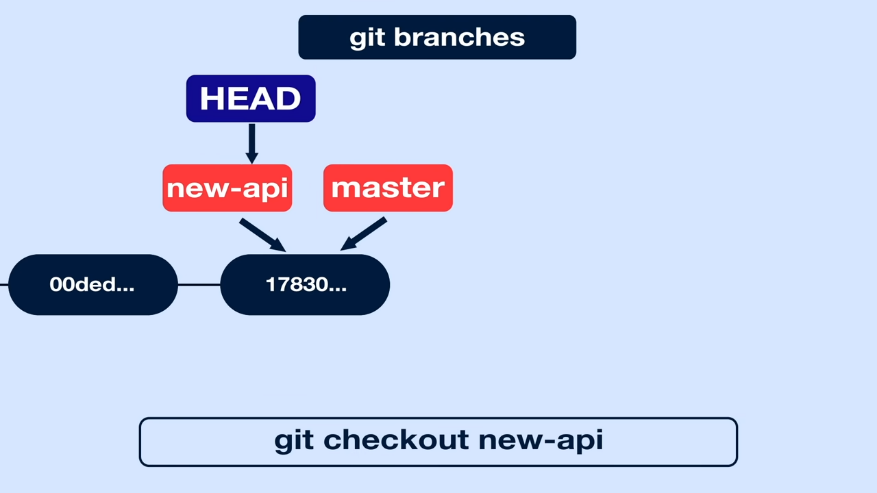 git branches
HEAD
new-api
master
00ded...
17830...
git checkout new-api